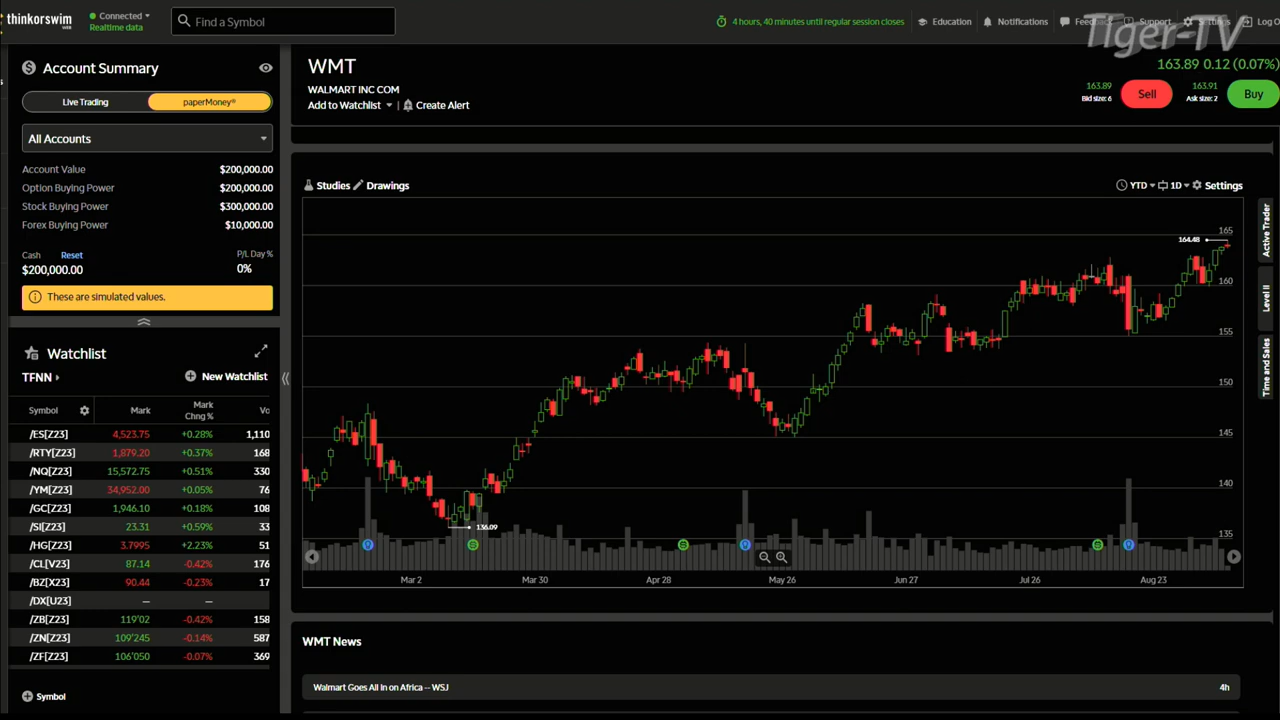 thinkorswim
WEB
Connected
Realtime data
Find a Symbol
4 hours, 40 minutes until regular session closes
Education
Notifications
Support
Settings
Log O
Tiger-TV
Account Summary
Live Trading
paperMoney®
All Accounts
Account Value $200,000.00
Option Buying Power $200,000.00
Stock Buying Power $300,000.00
Forex Buying Power $10,000.00
Cash Reset P/L Day %
$200,000.00 0%
These are simulated values.
Watchlist
TFNN
New Watchlist
Symbol Mark Mark Chng % Vo
/ES[Z23] 4,523.75 +0.28% 1,110
/RTY[Z23] 1,879.20 +0.37% 168
/NQ[Z23] 15,572.75 +0.51% 330
/YM[Z23] 34,952.00 +0.05% 76
/GC[Z23] 1,946.10 +0.18% 108
/SI[Z23] 23.31 +0.59% 33
/HG[Z23] 3.7995 +2.23% 51
/CL[V23] 87.14 -0.42% 176
/BZ[X23] 90.44 -0.23% 17
/DX[U23] — —
/ZB[Z23] 119'02 -0.42% 158
/ZN[Z23] 109'245 -0.14% 587
/ZF[Z23] 106'050 -0.07% 369
Symbol
WMT
WALMART INC COM
Add to Watchlist | Create Alert
163.89 0.12 (0.07%)
163.89
Bid size: 6
Sell
163.91
Ask size: 2
Buy
Studies Drawings
YTD 1D Settings
165
164.48
160
155
150
145
140
136.09
135
Mar 2 Mar 30 Apr 28 May 26 Jun 27 Jul 26 Aug 23
Active Trader
Level II
Time and Sales
WMT News
Walmart Goes All In on Africa -- WSJ 4h